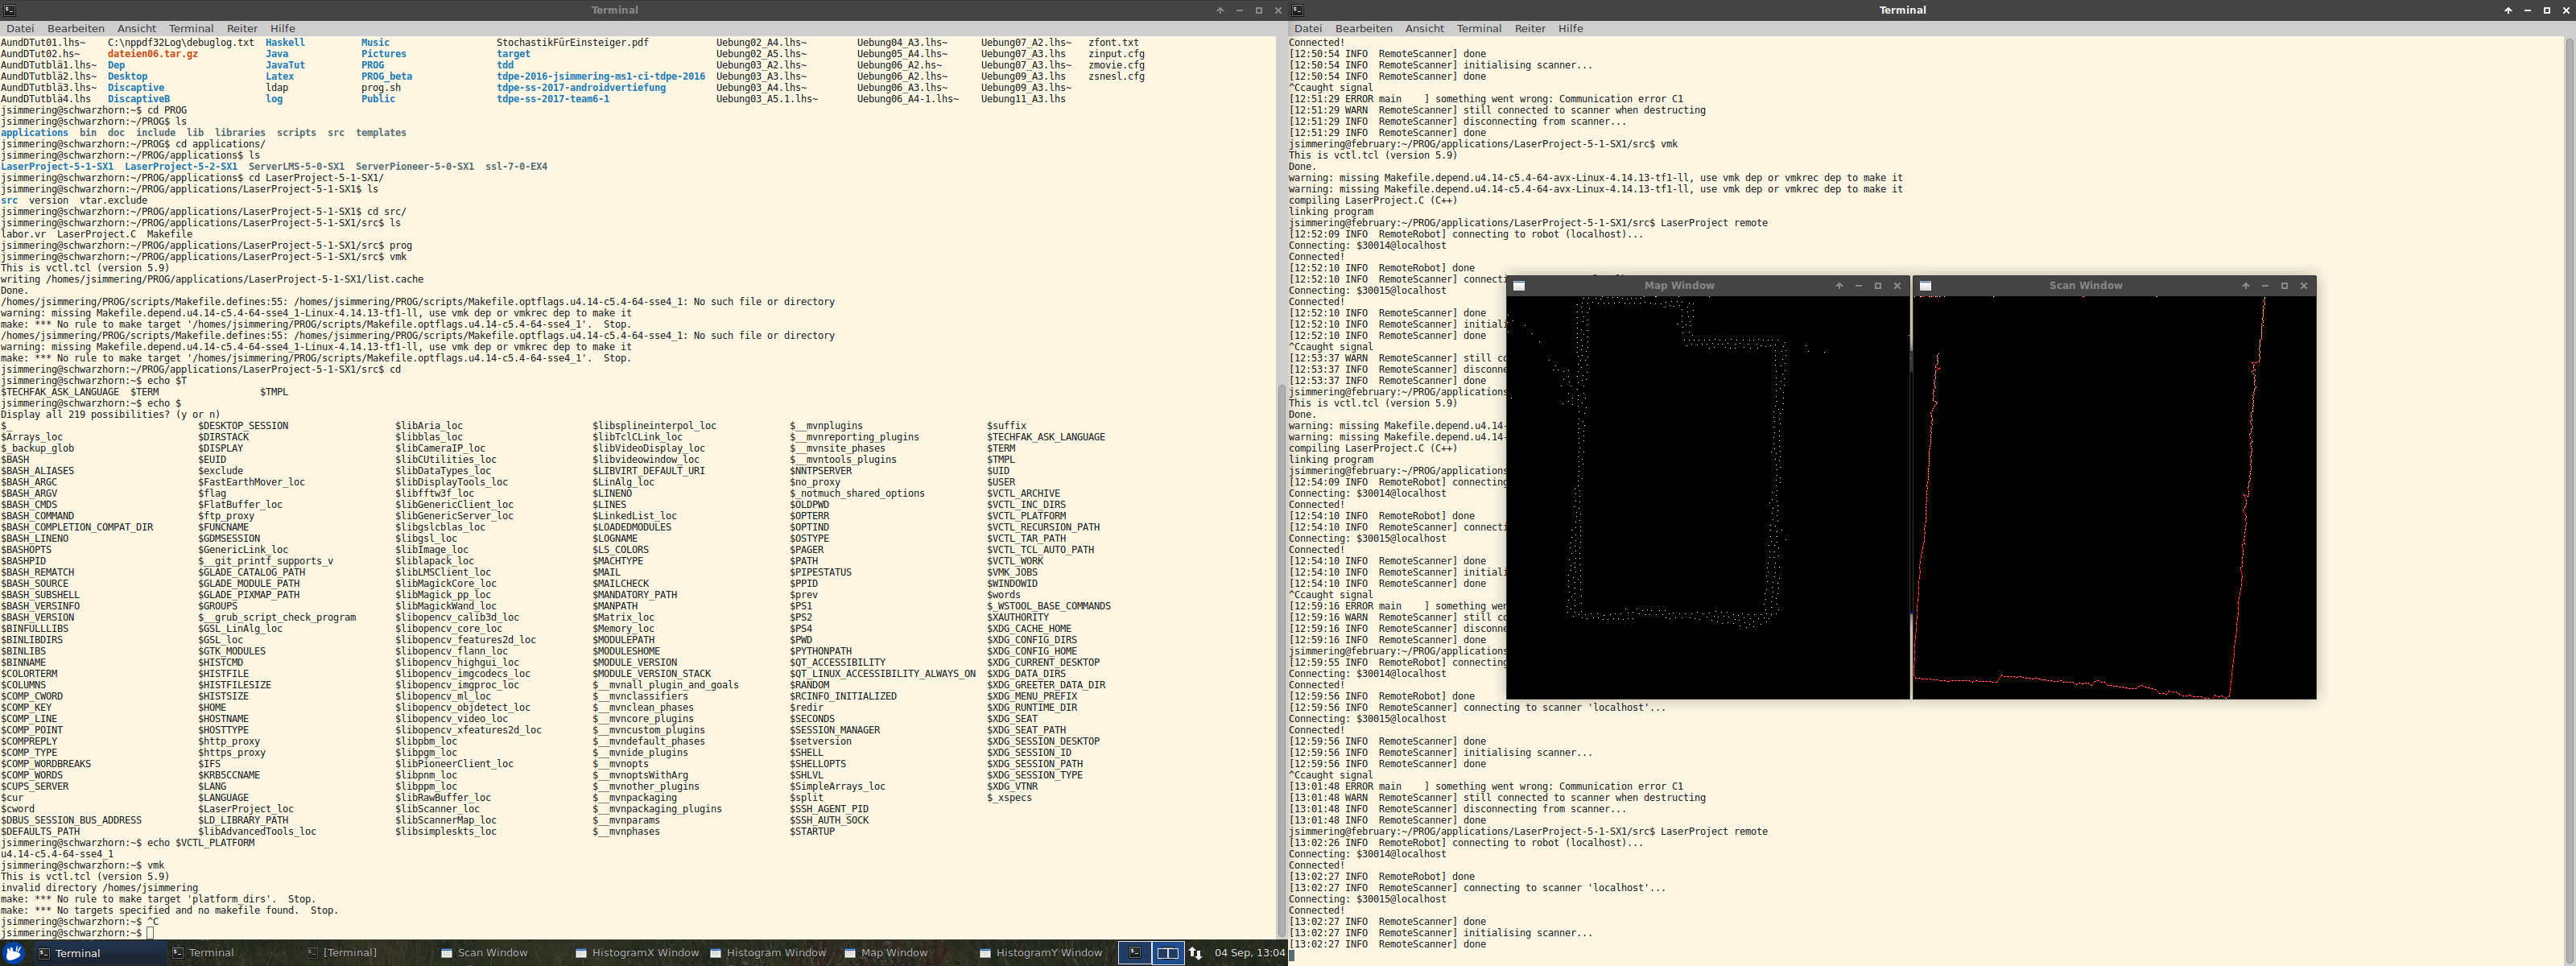 Terminal
Datei Bearbeiten Ansicht Terminal Reiter Hilfe
AundDTut01.lhs~ C:\nppdf32Log\debuglog.txt Haskell Music StochastikFürEinsteiger.pdf Uebung02_A4.lhs~ Uebung04_A3.lhs~ Uebung07_A2.lhs~ zfont.txt
AundDTut02.hs~ dateien06.tar.gz Java Pictures target Uebung02_A5.lhs~ Uebung05_A4.lhs~ Uebung07_A3.lhs zinput.cfg
AundDTutblä1.lhs~ Dep JavaTut PROG tdd Uebung03_A2.lhs~ Uebung06_A2.hs~ Uebung07_A3.lhs~ zmovie.cfg
AundDTutblä2.lhs~ Desktop Latex PROG_beta tdpe-2016-jsimmering-ms1-ci-tdpe-2016 Uebung03_A3.lhs~ Uebung06_A2.lhs~ Uebung09_A3.lhs zsnesl.cfg
AundDTutblä3.lhs~ Discaptive ldap prog.sh tdpe-ss-2017-androidvertiefung Uebung03_A4.lhs~ Uebung06_A3.lhs~ Uebung09_A3.lhs~
AundDTutblä4.lhs DiscaptiveB log Public tdpe-ss-2017-team6-1 Uebung03_A5.1.lhs~ Uebung06_A4-1.lhs~ Uebung11_A3.lhs
jsimmering@schwarzhorn:~$ cd PROG
jsimmering@schwarzhorn:~/PROG$ ls
applications bin doc include lib libraries scripts src templates
jsimmering@schwarzhorn:~/PROG$ cd applications/
jsimmering@schwarzhorn:~/PROG/applications$ ls
LaserProject-5-1-SX1 LaserProject-5-2-SX1 ServerLMS-5-0-SX1 ServerPioneer-5-0-SX1 ssl-7-0-EX4
jsimmering@schwarzhorn:~/PROG/applications$ cd LaserProject-5-1-SX1/
jsimmering@schwarzhorn:~/PROG/applications/LaserProject-5-1-SX1$ ls
src version vtar.exclude
jsimmering@schwarzhorn:~/PROG/applications/LaserProject-5-1-SX1$ cd src/
jsimmering@schwarzhorn:~/PROG/applications/LaserProject-5-1-SX1/src$ ls
labor.vr LaserProject.C Makefile
jsimmering@schwarzhorn:~/PROG/applications/LaserProject-5-1-SX1/src$ prog
jsimmering@schwarzhorn:~/PROG/applications/LaserProject-5-1-SX1/src$ vmk
This is vctl.tcl (version 5.9)
writing /homes/jsimmering/PROG/applications/LaserProject-5-1-SX1/list.cache
Done.
/homes/jsimmering/PROG/scripts/Makefile.defines:55: /homes/jsimmering/PROG/scripts/Makefile.optflags.u4.14-c5.4-64-sse4_1: No such file or directory
warning: missing Makefile.depend.u4.14-c5.4-64-sse4_1-Linux-4.14.13-tf1-ll, use vmk dep or vmkrec dep to make it
make: *** No rule to make target '/homes/jsimmering/PROG/scripts/Makefile.optflags.u4.14-c5.4-64-sse4_1'. Stop.
/homes/jsimmering/PROG/scripts/Makefile.defines:55: /homes/jsimmering/PROG/scripts/Makefile.optflags.u4.14-c5.4-64-sse4_1: No such file or directory
warning: missing Makefile.depend.u4.14-c5.4-64-sse4_1-Linux-4.14.13-tf1-ll, use vmk dep or vmkrec dep to make it
make: *** No rule to make target '/homes/jsimmering/PROG/scripts/Makefile.optflags.u4.14-c5.4-64-sse4_1'. Stop.
jsimmering@schwarzhorn:~/PROG/applications/LaserProject-5-1-SX1/src$ cd
jsimmering@schwarzhorn:~$ echo $T
$TECHFAK_ASK_LANGUAGE $TERM $TMPL
jsimmering@schwarzhorn:~$ echo $
Display all 219 possibilities? (y or n)
$_ $DESKTOP_SESSION $libAria_loc $libsplineinterpol_loc $__mvnplugins $suffix
$Arrays_loc $DIRSTACK $libblas_loc $libTclCLink_loc $__mvnreporting_plugins $TECHFAK_ASK_LANGUAGE
$_backup_glob $DISPLAY $libCameraIP_loc $libVideoDisplay_loc $__mvnsite_phases $TERM
$BASH $EUID $libCUtilities_loc $libvideowindow_loc $__mvntools_plugins $TMPL
$BASH_ALIASES $exclude $libDataTypes_loc $LIBVIRT_DEFAULT_URI $NNTPSERVER $UID
$BASH_ARGC $FastEarthMover_loc $libDisplayTools_loc $LinAlg_loc $no_proxy $USER
$BASH_ARGV $flag $libfftw3f_loc $LINENO $_notmuch_shared_options $VCTL_ARCHIVE
$BASH_CMDS $FlatBuffer_loc $libGenericClient_loc $LINES $OLDPWD $VCTL_INC_DIRS
$BASH_COMMAND $ftp_proxy $libGenericServer_loc $LinkedList_loc $OPTERR $VCTL_PLATFORM
$BASH_COMPLETION_COMPAT_DIR $FUNCNAME $libgslcblas_loc $LOADEDMODULES $OPTIND $VCTL_RECURSION_PATH
$BASH_LINENO $GDMSESSION $libgsl_loc $LOGNAME $OSTYPE $VCTL_TAR_PATH
$BASHOPTS $GenericLink_loc $libImage_loc $LS_COLORS $PAGER $VCTL_TCL_AUTO_PATH
$BASHPID $__git_printf_supports_v $liblapack_loc $MACHTYPE $PATH $VCTL_WORK
$BASH_REMATCH $GLADE_CATALOG_PATH $libLMSClient_loc $MAIL $PIPESTATUS $VMK_JOBS
$BASH_SOURCE $GLADE_MODULE_PATH $libMagickCore_loc $MAILCHECK $PPID $WINDOWID
$BASH_SUBSHELL $GLADE_PIXMAP_PATH $libMagick_pp_loc $MANDATORY_PATH $prev $words
$BASH_VERSINFO $GROUPS $libMagickWand_loc $MANPATH $PS1 $_WSTOOL_BASE_COMMANDS
$BASH_VERSION $__grub_script_check_program $libopencv_calib3d_loc $Matrix_loc $PS2 $XAUTHORITY
$BINFULLLIBS $GSL_LinAlg_loc $libopencv_core_loc $Memory_loc $PS4 $XDG_CACHE_HOME
$BINLIBDIRS $GSL_loc $libopencv_features2d_loc $MODULEPATH $PWD $XDG_CONFIG_DIRS
$BINLIBS $GTK_MODULES $libopencv_flann_loc $MODULESHOME $PYTHONPATH $XDG_CONFIG_HOME
$BINNAME $HISTCMD $libopencv_highgui_loc $MODULE_VERSION $QT_ACCESSIBILITY $XDG_CURRENT_DESKTOP
$COLORTERM $HISTFILE $libopencv_imgcodecs_loc $MODULE_VERSION_STACK $QT_LINUX_ACCESSIBILITY_ALWAYS_ON $XDG_DATA_DIRS
$COLUMNS $HISTFILESIZE $libopencv_imgproc_loc $__mvnall_plugin_and_goals $RANDOM $XDG_GREETER_DATA_DIR
$COMP_CWORD $HISTSIZE $libopencv_ml_loc $__mvnclassifiers $RCINFO_INITIALIZED $XDG_MENU_PREFIX
$COMP_KEY $HOME $libopencv_objdetect_loc $__mvnclean_phases $redir $XDG_RUNTIME_DIR
$COMP_LINE $HOSTNAME $libopencv_video_loc $__mvncore_plugins $SECONDS $XDG_SEAT
$COMP_POINT $HOSTTYPE $libopencv_xfeatures2d_loc $__mvncustom_plugins $SESSION_MANAGER $XDG_SEAT_PATH
$COMPREPLY $http_proxy $libpbm_loc $__mvndefault_phases $setversion $XDG_SESSION_DESKTOP
$COMP_TYPE $https_proxy $libpgm_loc $__mvnide_plugins $SHELL $XDG_SESSION_ID
$COMP_WORDBREAKS $IFS $libPioneerClient_loc $__mvnopts $SHELLOPTS $XDG_SESSION_PATH
$COMP_WORDS $KRB5CCNAME $libpnm_loc $__mvnoptsWithArg $SHLVL $XDG_SESSION_TYPE
$CUPS_SERVER $LANG $libppm_loc $__mvnother_plugins $SimpleArrays_loc $XDG_VTNR
$cur $LANGUAGE $libRawBuffer_loc $__mvnpackaging $split $_xspecs
$cword $LaserProject_loc $libScanner_loc $__mvnpackaging_plugins $SSH_AGENT_PID
$DBUS_SESSION_BUS_ADDRESS $LD_LIBRARY_PATH $libScannerMap_loc $__mvnparams $SSH_AUTH_SOCK
$DEFAULTS_PATH $libAdvancedTools_loc $libsimpleskts_loc $__mvnphases $STARTUP
jsimmering@schwarzhorn:~$ echo $VCTL_PLATFORM
u4.14-c5.4-64-sse4_1
jsimmering@schwarzhorn:~$ vmk
This is vctl.tcl (version 5.9)
invalid directory /homes/jsimmering
make: *** No rule to make target 'platform_dirs'. Stop.
make: *** No targets specified and no makefile found. Stop.
jsimmering@schwarzhorn:~$ ^C
jsimmering@schwarzhorn:~$
Terminal Terminal [Terminal] Scan Window HistogramX Window Histogram Window Map Window HistogramY Window 04 Sep, 13:04
Terminal
Datei Bearbeiten Ansicht Terminal Reiter Hilfe
Connected!
[12:50:54 INFO RemoteScanner] done
[12:50:54 INFO RemoteScanner] initialising scanner...
[12:50:54 INFO RemoteScanner] done
^Ccaught signal
[12:51:29 ERROR main ] something went wrong: Communication error C1
[12:51:29 WARN RemoteScanner] still connected to scanner when destructing
[12:51:29 INFO RemoteScanner] disconnecting from scanner...
[12:51:29 INFO RemoteScanner] done
jsimmering@february:~/PROG/applications/LaserProject-5-1-SX1/src$ vmk
This is vctl.tcl (version 5.9)
Done.
warning: missing Makefile.depend.u4.14-c5.4-64-avx-Linux-4.14.13-tf1-ll, use vmk dep or vmkrec dep to make it
warning: missing Makefile.depend.u4.14-c5.4-64-avx-Linux-4.14.13-tf1-ll, use vmk dep or vmkrec dep to make it
compiling LaserProject.C (C++)
linking program
jsimmering@february:~/PROG/applications/LaserProject-5-1-SX1/src$ LaserProject remote
[12:52:09 INFO RemoteRobot] connecting to robot (localhost)...
Connecting: $30014@localhost
Connected!
[12:52:10 INFO RemoteRobot] done
[12:52:10 INFO RemoteScanner] connecti
Connecting: $30015@localhost
Connected!
[12:52:10 INFO RemoteScanner] done
[12:52:10 INFO RemoteScanner] initiali
[12:52:10 INFO RemoteScanner] done
^Ccaught signal
[12:53:37 WARN RemoteScanner] still co
[12:53:37 INFO RemoteScanner] disconne
[12:53:37 INFO RemoteScanner] done
jsimmering@february:~/PROG/applications
This is vctl.tcl (version 5.9)
Done.
warning: missing Makefile.depend.u4.14-
warning: missing Makefile.depend.u4.14-
compiling LaserProject.C (C++)
linking program
jsimmering@february:~/PROG/applications
[12:54:09 INFO RemoteRobot] connecting
Connecting: $30014@localhost
Connected!
[12:54:10 INFO RemoteRobot] done
[12:54:10 INFO RemoteScanner] connecti
Connecting: $30015@localhost
Connected!
[12:54:10 INFO RemoteScanner] done
[12:54:10 INFO RemoteScanner] initiali
[12:54:10 INFO RemoteScanner] done
^Ccaught signal
[12:59:16 ERROR main ] something wen
[12:59:16 WARN RemoteScanner] still co
[12:59:16 INFO RemoteScanner] disconne
[12:59:16 INFO RemoteScanner] done
jsimmering@february:~/PROG/applications
[12:59:55 INFO RemoteRobot] connecting
Connecting: $30014@localhost
Connected!
[12:59:56 INFO RemoteRobot] done
[12:59:56 INFO RemoteScanner] connecting to scanner 'localhost'...
Connecting: $30015@localhost
Connected!
[12:59:56 INFO RemoteScanner] done
[12:59:56 INFO RemoteScanner] initialising scanner...
[12:59:56 INFO RemoteScanner] done
^Ccaught signal
[13:01:48 ERROR main ] something went wrong: Communication error C1
[13:01:48 WARN RemoteScanner] still connected to scanner when destructing
[13:01:48 INFO RemoteScanner] disconnecting from scanner...
[13:01:48 INFO RemoteScanner] done
jsimmering@february:~/PROG/applications/LaserProject-5-1-SX1/src$ LaserProject remote
[13:02:26 INFO RemoteRobot] connecting to robot (localhost)...
Connecting: $30014@localhost
Connected!
[13:02:27 INFO RemoteRobot] done
[13:02:27 INFO RemoteScanner] connecting to scanner 'localhost'...
Connecting: $30015@localhost
Connected!
[13:02:27 INFO RemoteScanner] done
[13:02:27 INFO RemoteScanner] initialising scanner...
[13:02:27 INFO RemoteScanner] done
Map Window
Scan Window